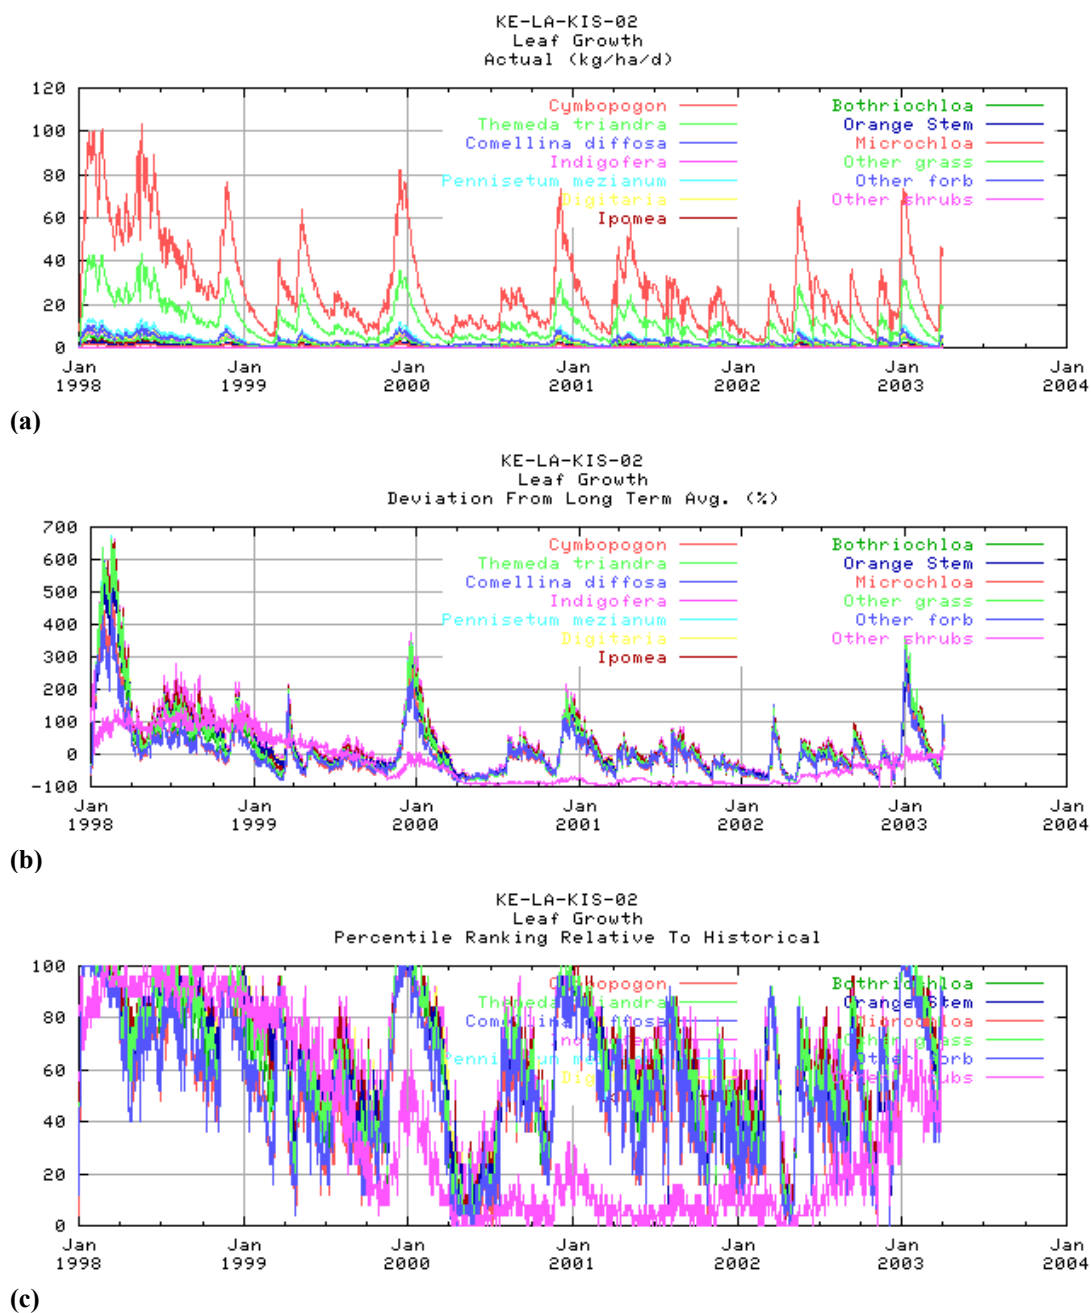 KE-LA-KIS-02
Leaf Growth
Actual (kg/ha/d)
120
100
80
60
40
20
0
Cymbopogon
Themeda triandra
Comellina diffosa
Indigofera
Pennisetum mezianum
Digitaria
Ipomea
Bothriochloa
Orange Stem
Microchloa
Other grass
Other forb
Other shrubs
Jan Jan Jan Jan Jan Jan Jan
1998 1999 2000 2001 2002 2003 2004
(a)
KE-LA-KIS-02
Leaf Growth
Deviation From Long Term Avg. (%)
700
600
500
400
300
200
100
0
-100
Cymbopogon
Themeda triandra
Comellina diffosa
Indigofera
Pennisetum mezianum
Digitaria
Ipomea
Bothriochloa
Orange Stem
Microchloa
Other grass
Other forb
Other shrubs
Jan Jan Jan Jan Jan Jan Jan
1998 1999 2000 2001 2002 2003 2004
(b)
KE-LA-KIS-02
Leaf Growth
Percentile Ranking Relative To Historical
100
80
60
40
20
0
Themeda triandra
Bothriochloa
Orange Stem
Microchloa
Jan Jan Jan Jan Jan Jan Jan
1998 1999 2000 2001 2002 2003 2004
(c)